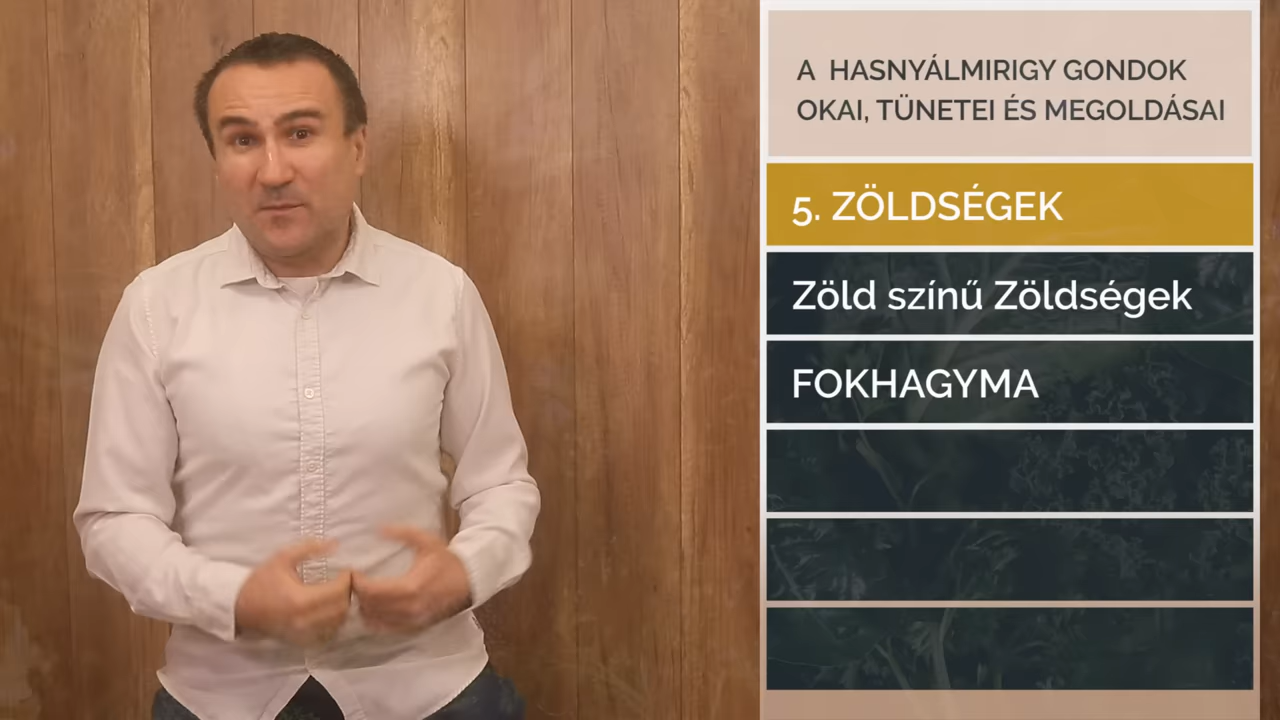 A HASNYÁLMIRIGY GONDOK
OKAI, TÜNETEI ÉS MEGOLDÁSAI
5. ZÖLDSÉGEK
Zöld színű Zöldségek
FOKHAGYMA